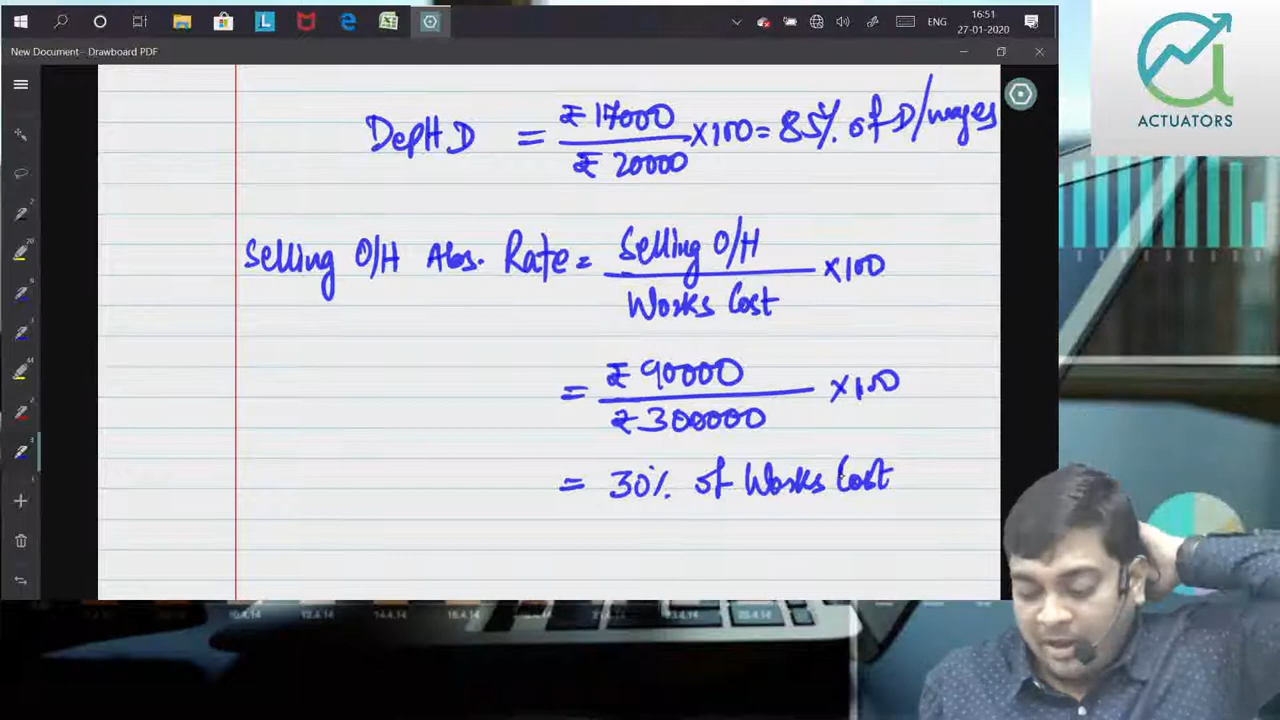 ENG
16:51
27-01-2020
New Document - Drawboard PDF
ACTUATORS
Dept D = ₹ 17000 / ₹ 20000 ×100 = 85% of D/wages
Selling O/H Abs. Rate = Selling O/H / Works Cost ×100
= ₹ 90000 / ₹ 300000 ×100
= 30% of Works Cost